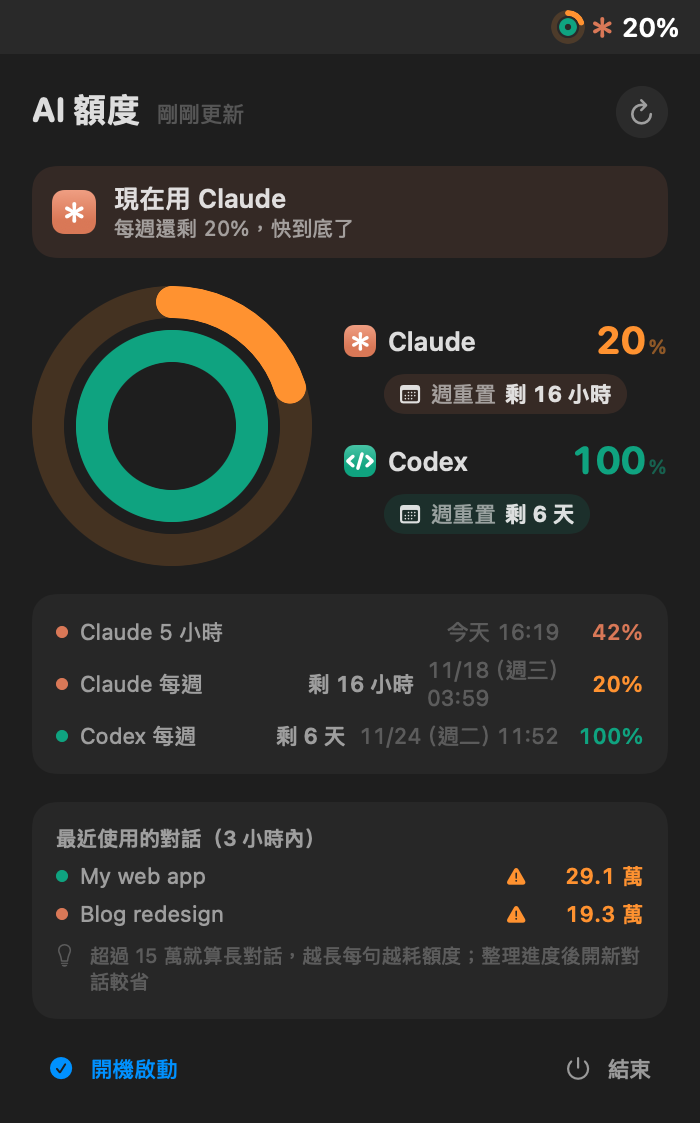 20%
AI 額度 剛剛更新
現在用 Claude
每週還剩 20%，快到底了
Claude 20%
週重置 剩 16 小時
Codex 100%
週重置 剩 6 天
Claude 5 小時 今天 16:19 42%
Claude 每週 剩 16 小時 11/18 (週三) 03:59 20%
Codex 每週 剩 6 天 11/24 (週二) 11:52 100%
最近使用的對話（3 小時內）
My web app 29.1 萬
Blog redesign 19.3 萬
超過 15 萬就算長對話，越長每句越耗額度；整理進度後開新對
話較省
開機啟動 結束